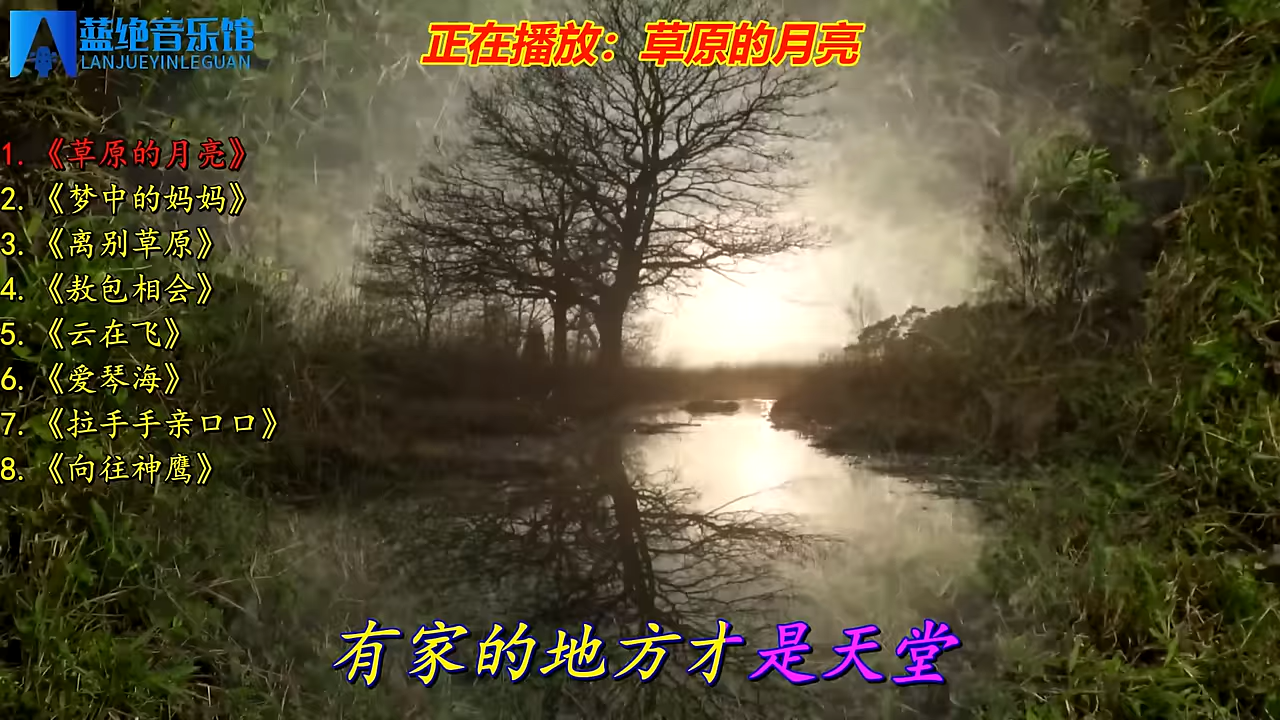 蓝绝音乐馆
LANJUEYINLEGUAN
正在播放：草原的月亮
1.《草原的月亮》
2.《梦中的妈妈》
3.《离别草原》
4.《敖包相会》
5.《云在飞》
6.《爱琴海》
7.《拉手手亲口口》
8.《向往神鹰》
有家的地方才是天堂